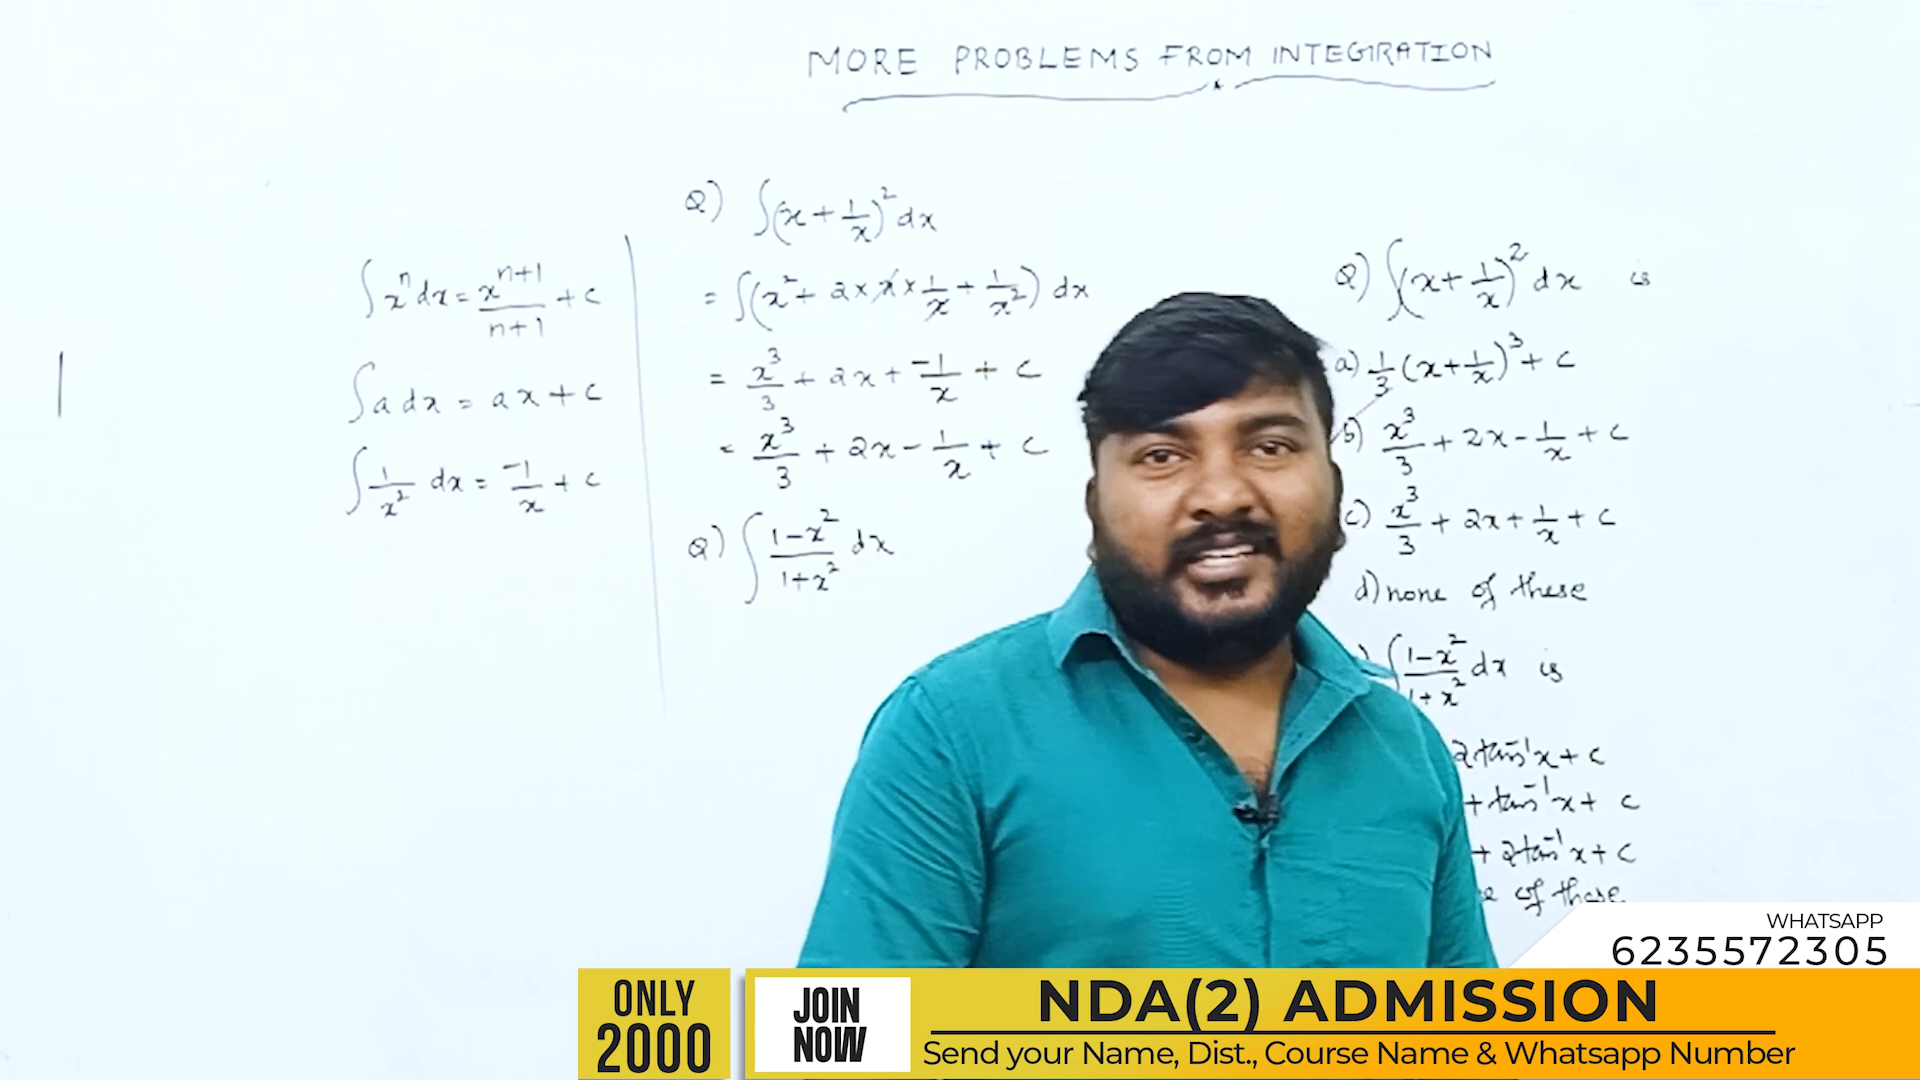 MORE PROBLEMS FROM INTEGRATION
∫xⁿ dx = xⁿ⁺¹/n+1 + c
∫a dx = ax + c
∫1/x² dx = -1/x + c
Q) ∫(x + 1/x)² dx
= ∫(x² + 2 × x × 1/x + 1/x²) dx
= x³/3 + 2x + -1/x + c
= x³/3 + 2x - 1/x + c
Q) ∫ 1-x²/1+x² dx
Q) ∫(x + 1/x)² dx is
a) 1/3 (x + 1/x)³ + c
b) x³/3 + 2x - 1/x + c
c) x³/3 + 2x + 1/x + c
d) none of these
) ∫ 1-x²/1+x² dx is
2tan⁻¹x + c
+ tan⁻¹x + c
+ 2tan⁻¹x + c
of these
WHATSAPP
6235572305
ONLY
2000
JOIN
NOW
NDA(2) ADMISSION
Send your Name, Dist., Course Name & Whatsapp Number